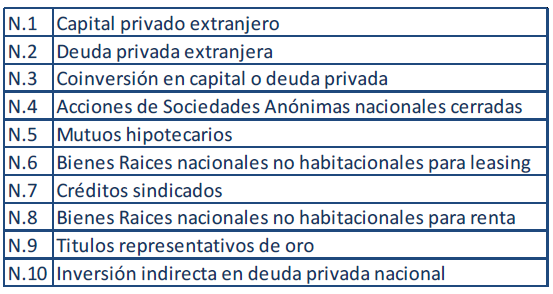 N.1 Capital privado extranjero
N.2 Deuda privada extranjera
N.3 Coinversión en capital o deuda privada
N.4 Acciones de Sociedades Anónimas nacionales cerradas
N.5 Mutuos hipotecarios
N.6 Bienes Raices nacionales no habitacionales para leasing
N.7 Créditos sindicados
N.8 Bienes Raices nacionales no habitacionales para renta
N.9 Titulos representativos de oro
N.10 Inversión indirecta en deuda privada nacional